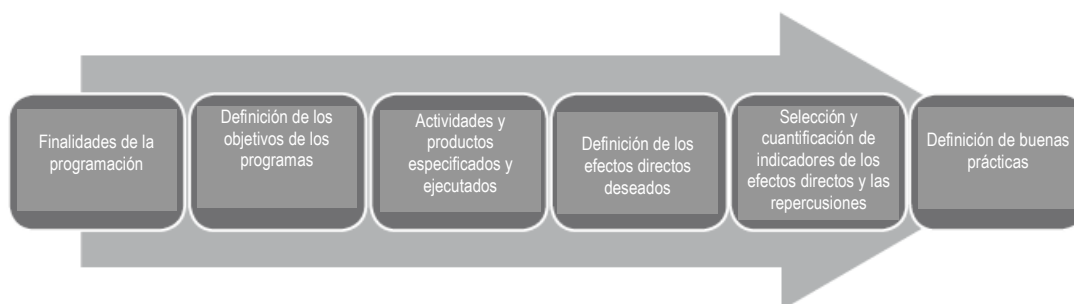 Finalidades de la
programación
Definición de los
objetivos de los
programas
Actividades y
productos
especificados y
ejecutados
Definición de los
efectos directos
deseados
Selección y
cuantificación de
indicadores de los
efectos directos y las
repercusiones
Definición de buenas
prácticas